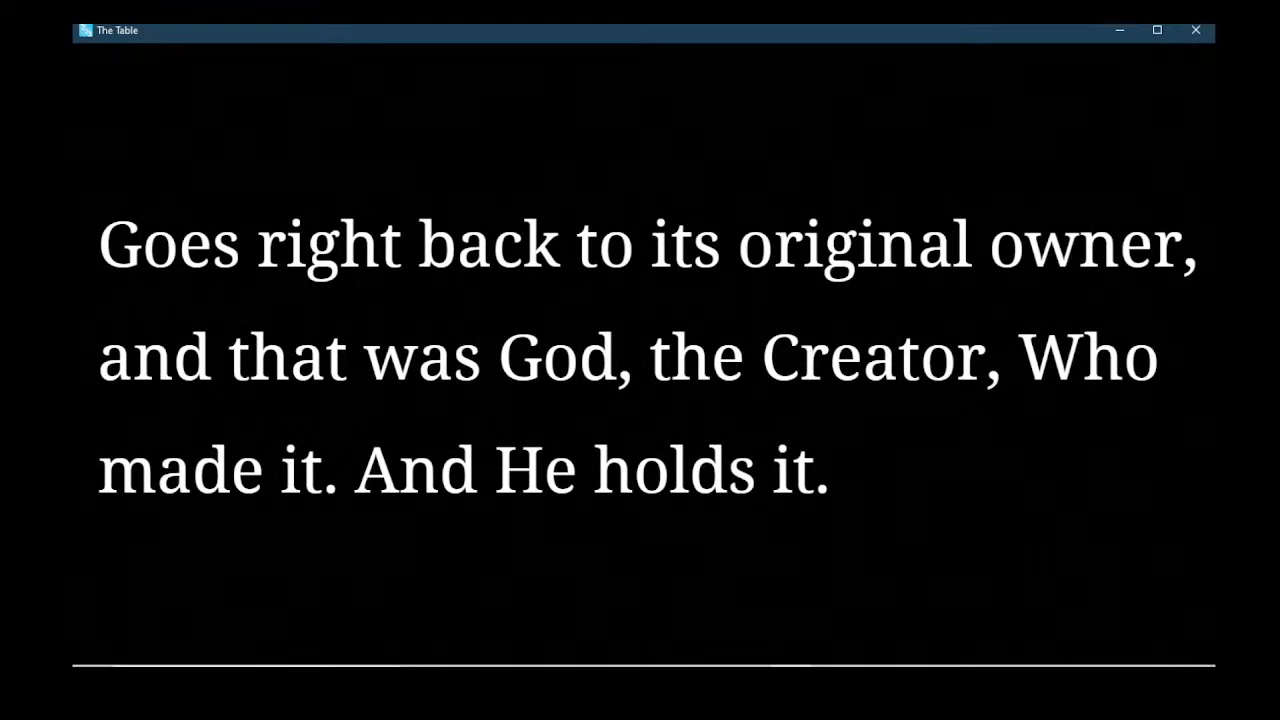 The Table
Goes right back to its original owner,
and that was God, the Creator, Who
made it. And He holds it.